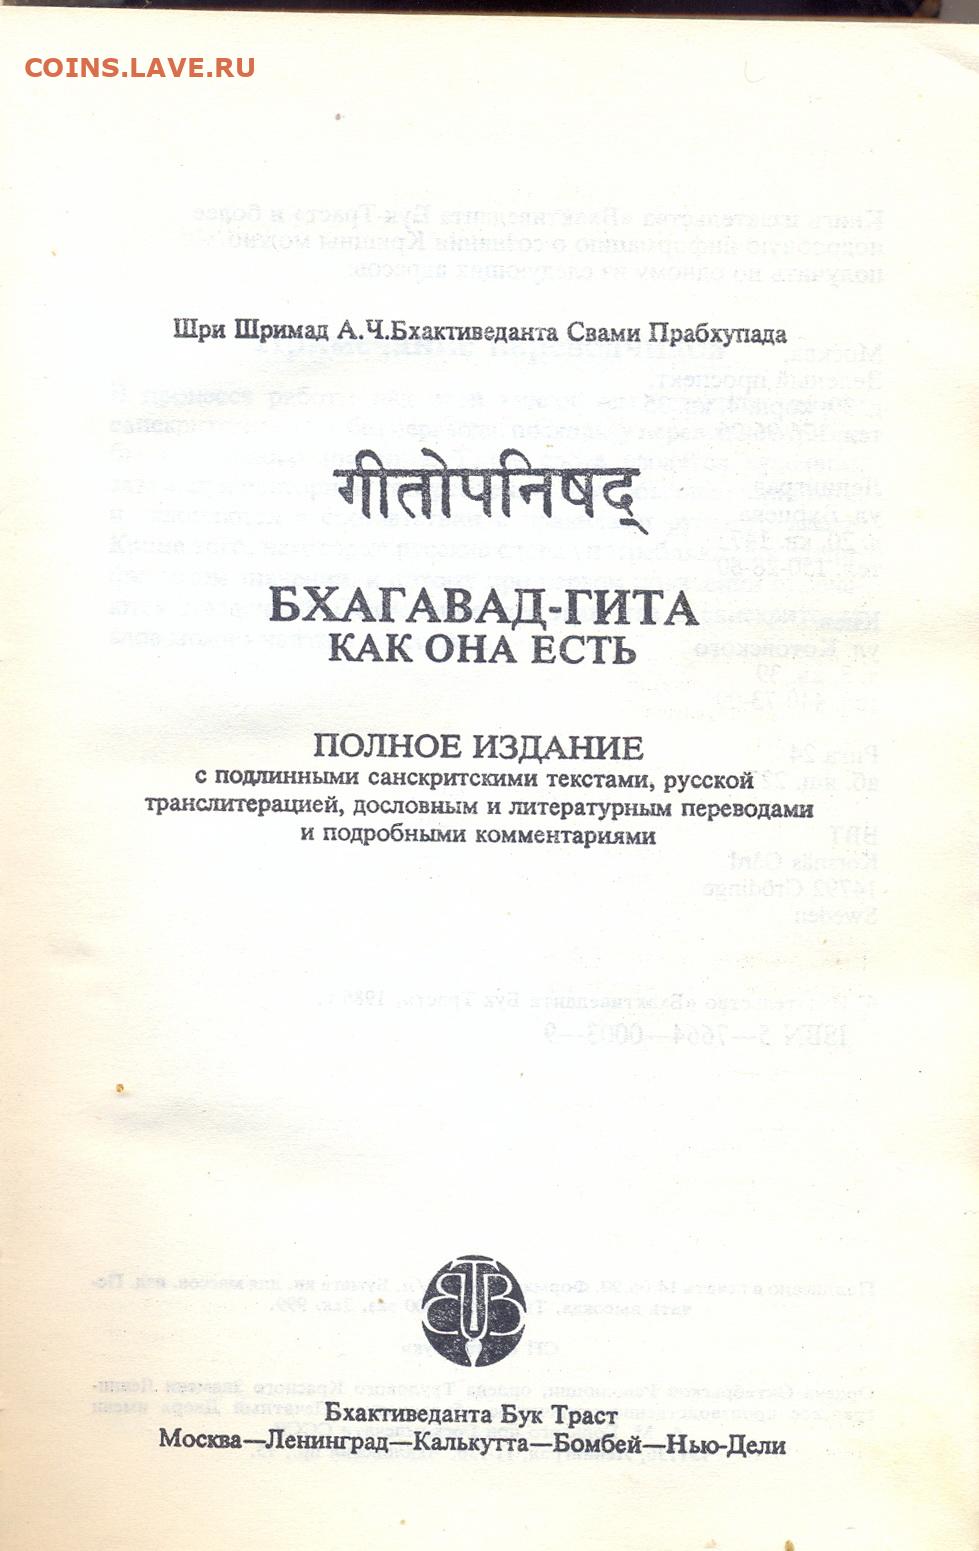 COINS.LAVE.RU
Шри Шримад А.Ч.Бхактиведанта Свами Прабхупада
गीतोपनिषद्
БХАГАВАД-ГИТА
КАК ОНА ЕСТЬ
ПОЛНОЕ ИЗДАНИЕ
с подлинными санскритскими текстами, русской
транслитерацией, дословным и литературным переводами
и подробными комментариями
BBT
Бхактиведанта Бук Траст
Москва—Ленинград—Калькутта—Бомбей—Нью-Дели